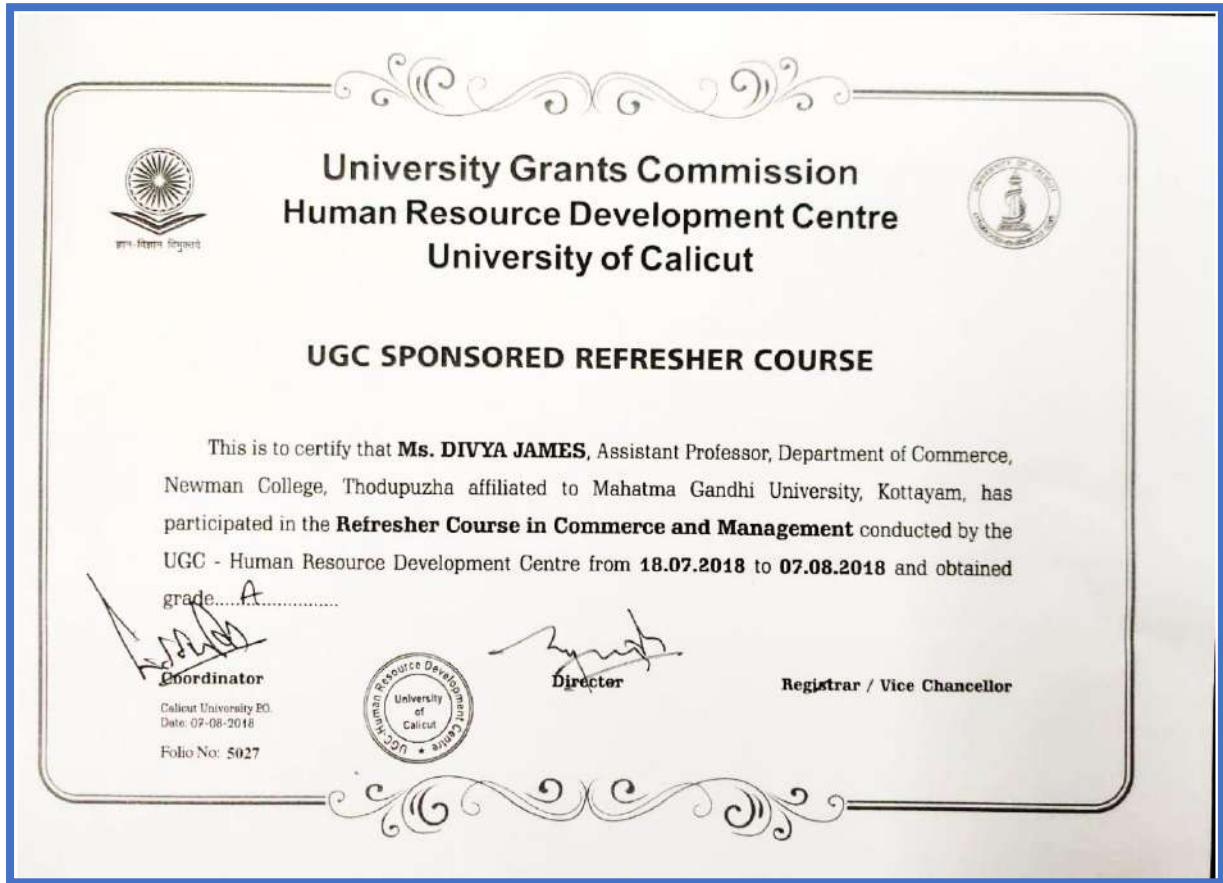 University Grants Commission
Human Resource Development Centre
University of Calicut
ज्ञान-विज्ञान विमुक्तये
UNIVERSITY OF CALICUT
UGC SPONSORED REFRESHER COURSE
This is to certify that Ms. DIVYA JAMES, Assistant Professor, Department of Commerce,
Newman College, Thodupuzha affiliated to Mahatma Gandhi University, Kottayam, has
participated in the Refresher Course in Commerce and Management conducted by the
UGC - Human Resource Development Centre from 18.07.2018 to 07.08.2018 and obtained
grade.....A...............
Coordinator
Director
Registrar / Vice Chancellor
Calicut University P.O.
Date: 07-08-2018
Folio No: 5027
UGC-Human Resource Development Centre
University
of
Calicut